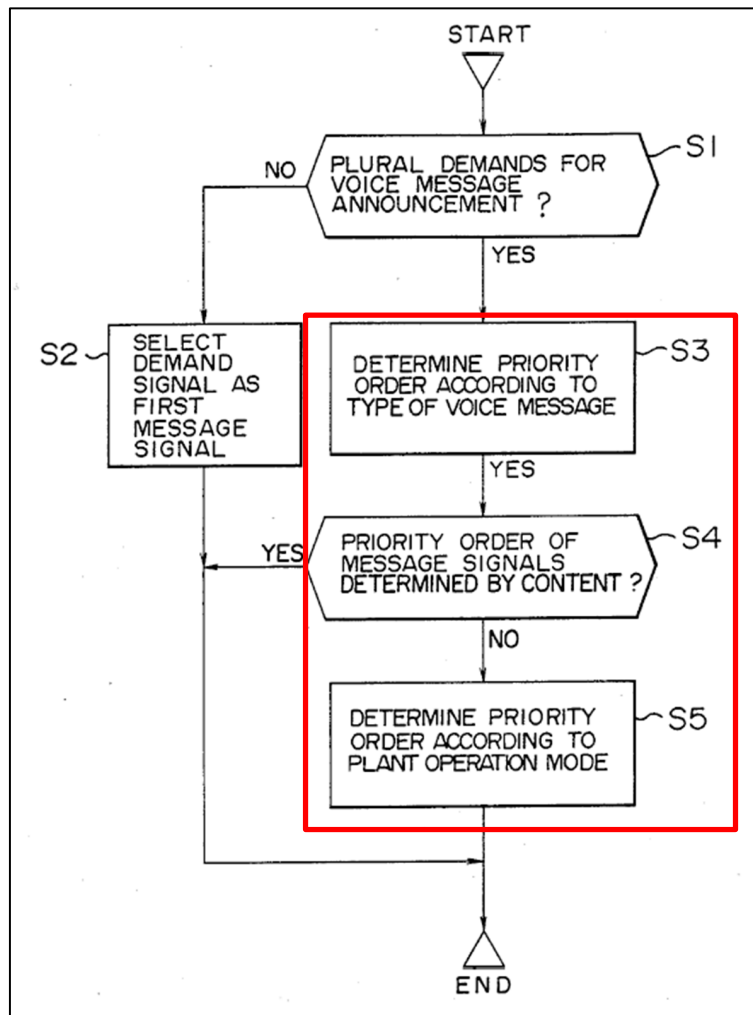 START
S1
PLURAL DEMANDS FOR
VOICE MESSAGE
ANNOUNCEMENT ?
NO
YES
S2
SELECT
DEMAND
SIGNAL AS
FIRST
MESSAGE
SIGNAL
S3
DETERMINE PRIORITY
ORDER ACCORDING TO
TYPE OF VOICE MESSAGE
YES
S4
PRIORITY ORDER OF
MESSAGE SIGNALS
DETERMINED BY CONTENT ?
YES
NO
S5
DETERMINE PRIORITY
ORDER ACCORDING TO
PLANT OPERATION MODE
END